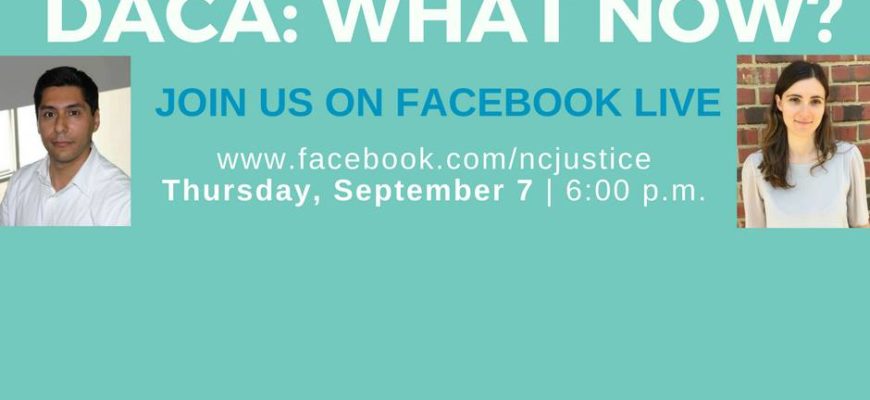 DACA: WHAT NOW?
JOIN US ON FACEBOOK LIVE
www.facebook.com/ncjustice
Thursday, September 7 | 6:00 p.m.